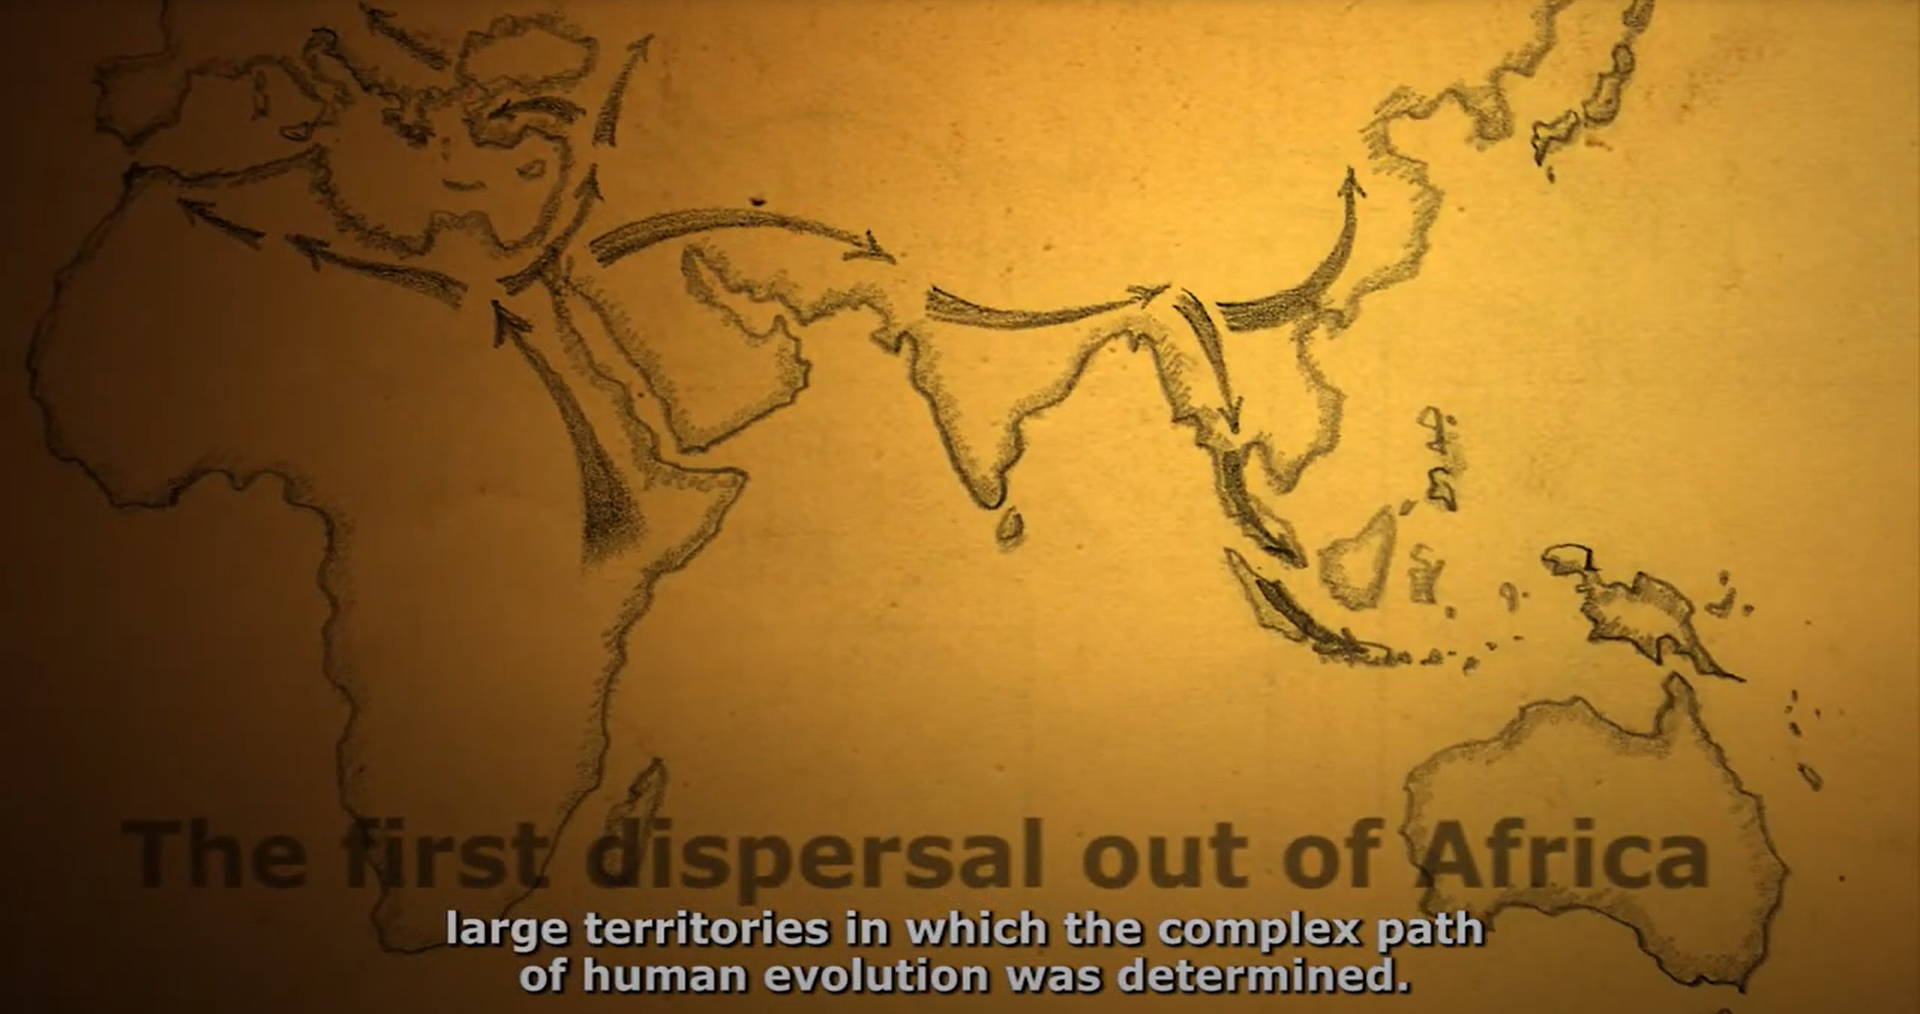 The first dispersal out of Africa
large territories in which the complex path
of human evolution was determined.